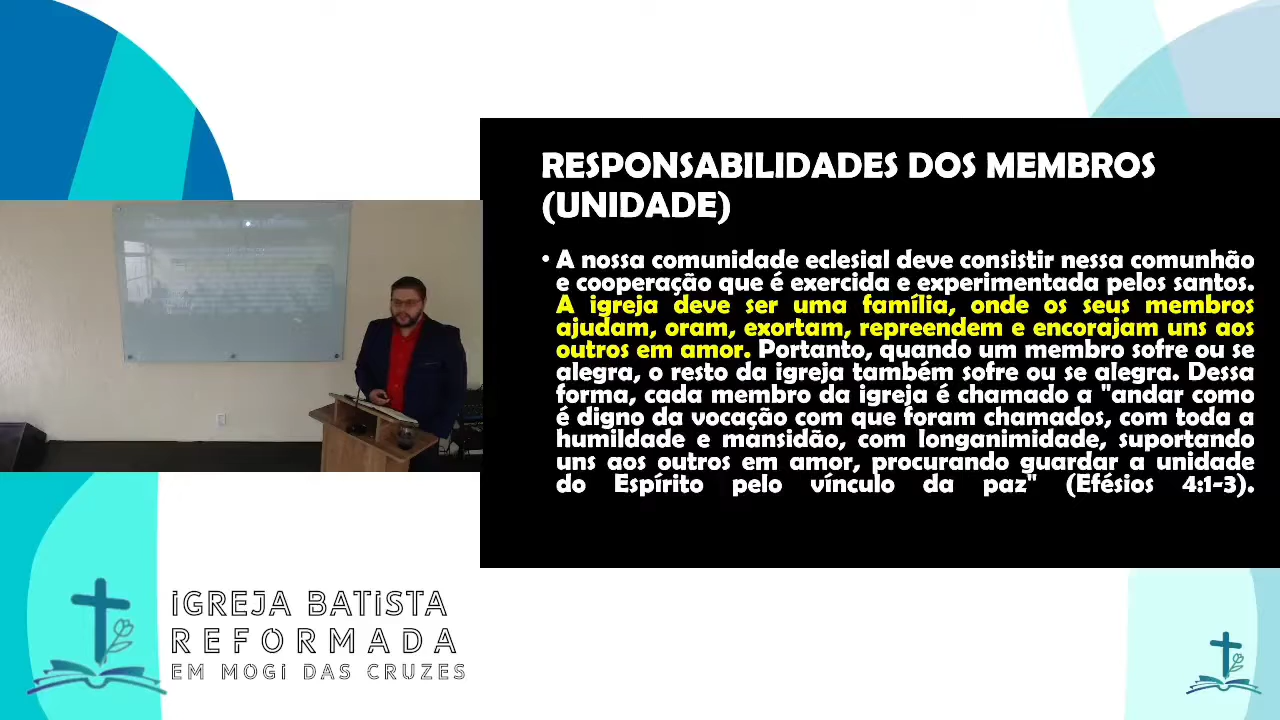 RESPONSABILIDADES DOS MEMBROS
(UNIDADE)
• A nossa comunidade eclesial deve consistir nessa comunhão
e cooperação que é exercida e experimentada pelos santos.
A igreja deve ser uma família, onde os seus membros
ajudam, oram, exortam, repreendem e encorajam uns aos
outros em amor. Portanto, quando um membro sofre ou se
alegra, o resto da igreja também sofre ou se alegra. Dessa
forma, cada membro da igreja é chamado a "andar como
é digno da vocação com que foram chamados, com toda a
humildade e mansidão, com longanimidade, suportando
uns aos outros em amor, procurando guardar a unidade
do Espírito pelo vínculo da paz" (Efésios 4:1-3).
iGREJA BATiSTA
REFORMADA
EM MOGi DAS CRUZES